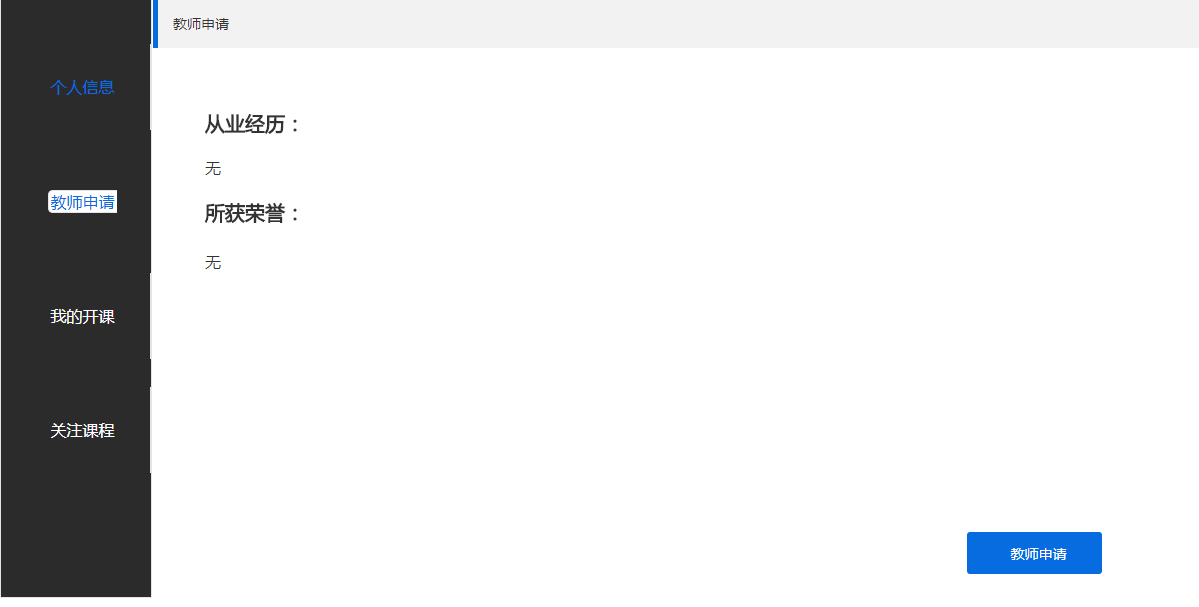 教师申请
个人信息
教师申请
我的开课
关注课程
从业经历：
无
所获荣誉：
无
教师申请